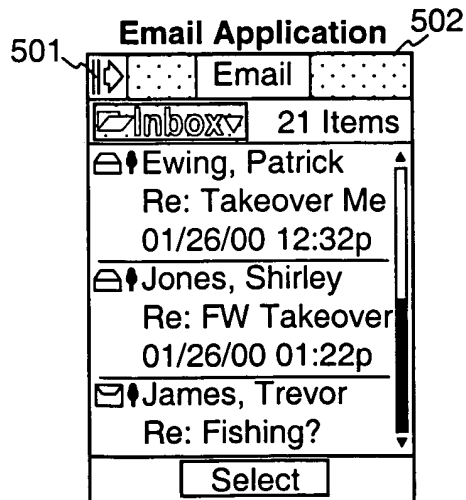 Email Application
501
502
Email
Inbox
21 Items
Ewing, Patrick
Re: Takeover Me
01/26/00 12:32p
Jones, Shirley
Re: FW Takeover
01/26/00 01:22p
James, Trevor
Re: Fishing?
Select